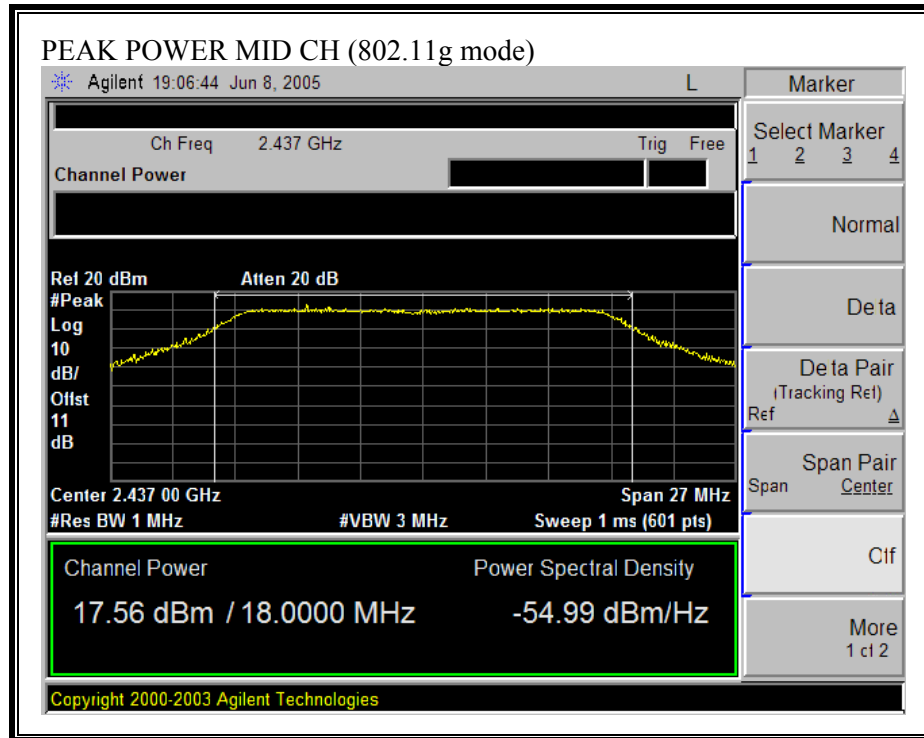 PEAK POWER MID CH (802.11g mode)
Agilent 19:06:44 Jun 8, 2005 L
Marker
Ch Freq 2.437 GHz Trig Free
Channel Power
Select Marker
1 2 3 4
Normal
Ref 20 dBm Atten 20 dB
#Peak
Log
10
dB/
Offst
11
dB
Delta
Delta Pair
(Tracking Ref)
Ref Δ
Span Pair
Span Center
Center 2.437 00 GHz Span 27 MHz
#Res BW 1 MHz #VBW 3 MHz Sweep 1 ms (601 pts)
Off
Channel Power Power Spectral Density
17.56 dBm / 18.0000 MHz -54.99 dBm/Hz
More
1 of 2
Copyright 2000-2003 Agilent Technologies